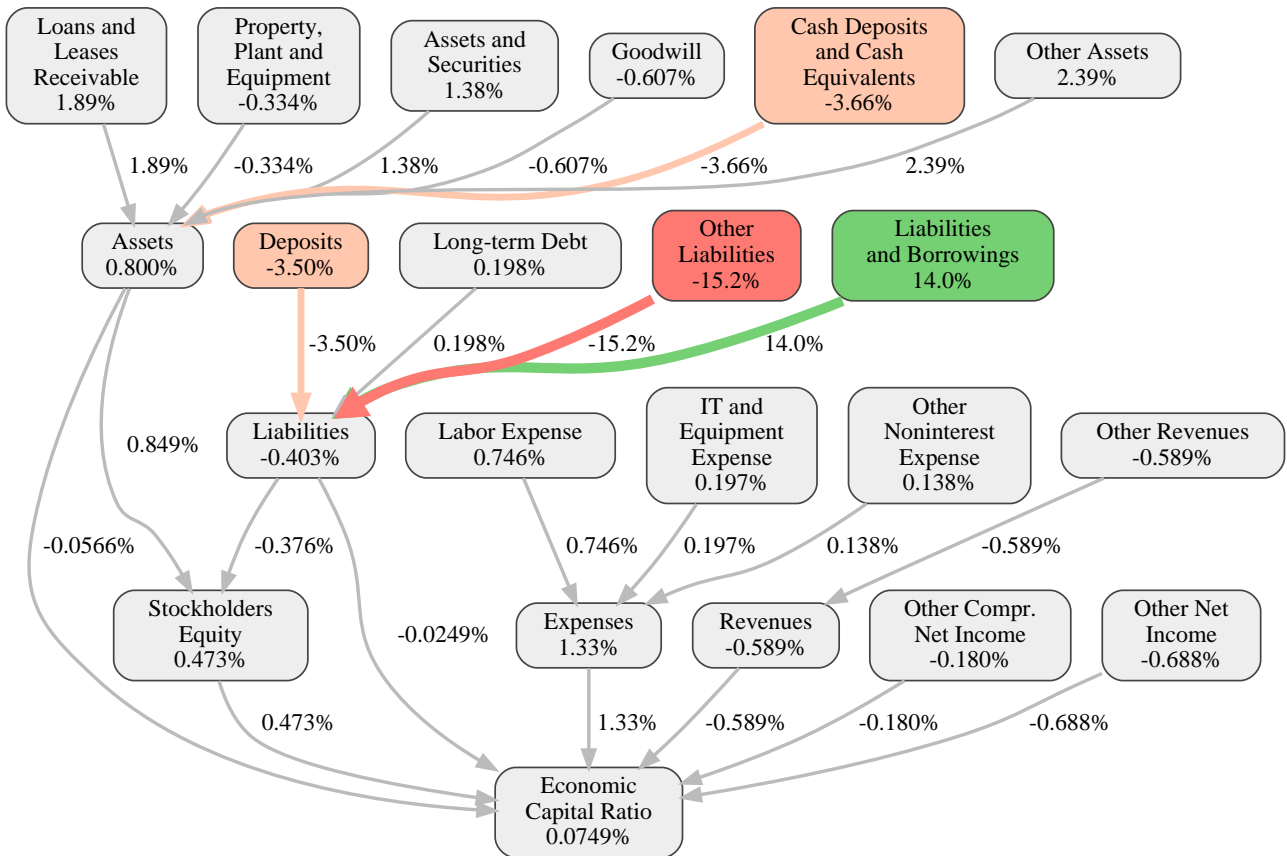 Loans and
Leases
Receivable
1.89%
Property,
Plant and
Equipment
-0.334%
Assets and
Securities
1.38%
Goodwill
-0.607%
Cash Deposits
and Cash
Equivalents
-3.66%
Other Assets
2.39%
1.89%
-0.334%
1.38%
-0.607%
-3.66%
2.39%
Assets
0.800%
Deposits
-3.50%
Long-term Debt
0.198%
Other
Liabilities
-15.2%
Liabilities
and Borrowings
14.0%
-3.50%
0.198%
-15.2%
14.0%
0.849%
Liabilities
-0.403%
Labor Expense
0.746%
IT and
Equipment
Expense
0.197%
Other
Noninterest
Expense
0.138%
Other Revenues
-0.589%
-0.0566%
-0.376%
0.746%
0.197%
0.138%
-0.589%
Stockholders
Equity
0.473%
-0.0249%
Expenses
1.33%
Revenues
-0.589%
Other Compr.
Net Income
-0.180%
Other Net
Income
-0.688%
0.473%
1.33%
-0.589%
-0.180%
-0.688%
Economic
Capital Ratio
0.0749%